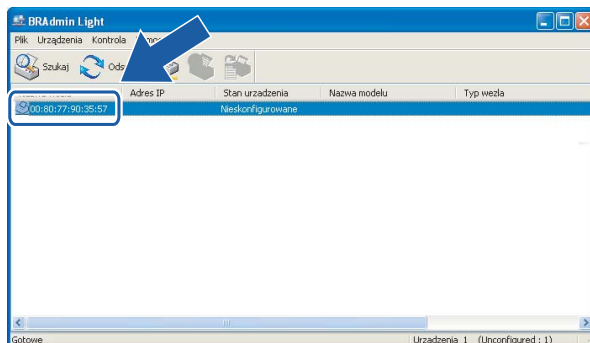 BRAdmin Light
Plik Urządzenia Kontrola
Szukaj
Adres IP Stan urzadzenia Nazwa modelu Typ wezla
00:80:77:90:35:57 Nieskonfigurowane
Gotowe Urzadzenia 1 (Unconfigured : 1)